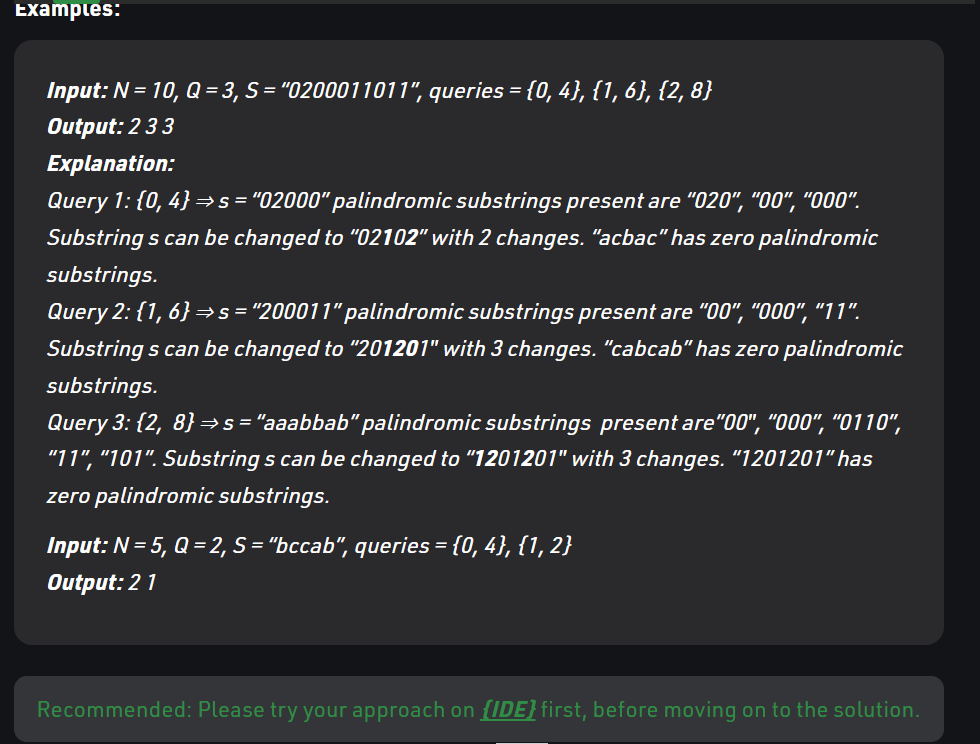 Examples:
Input: N = 10, Q = 3, S = “0200011011”, queries = {0, 4}, {1, 6}, {2, 8}
Output: 2 3 3
Explanation:
Query 1: {0, 4} ⇒ s = “02000” palindromic substrings present are “020”, “00”, “000”.
Substring s can be changed to “02102” with 2 changes. “acbac” has zero palindromic
substrings.
Query 2: {1, 6} ⇒ s = “200011” palindromic substrings present are “00”, “000”, “11”.
Substring s can be changed to “201201" with 3 changes. “cabcab” has zero palindromic
substrings.
Query 3: {2, 8} ⇒ s = “aaabbab” palindromic substrings present are”00", “000”, “0110”,
“11”, “101”. Substring s can be changed to “1201201" with 3 changes. “1201201” has
zero palindromic substrings.
Input: N = 5, Q = 2, S = “bccab”, queries = {0, 4}, {1, 2}
Output: 2 1
Recommended: Please try your approach on {IDE} first, before moving on to the solution.